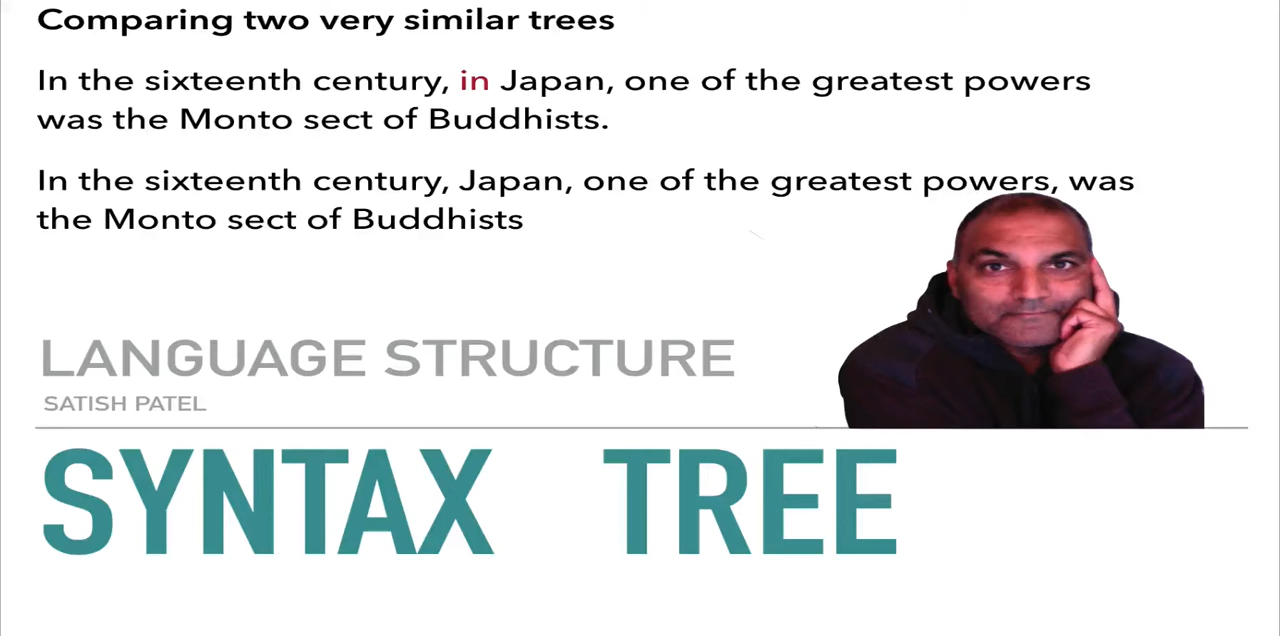 Comparing two very similar trees
In the sixteenth century, in Japan, one of the greatest powers
was the Monto sect of Buddhists.
In the sixteenth century, Japan, one of the greatest powers, was
the Monto sect of Buddhists
LANGUAGE STRUCTURE
SATISH PATEL
SYNTAX TREE